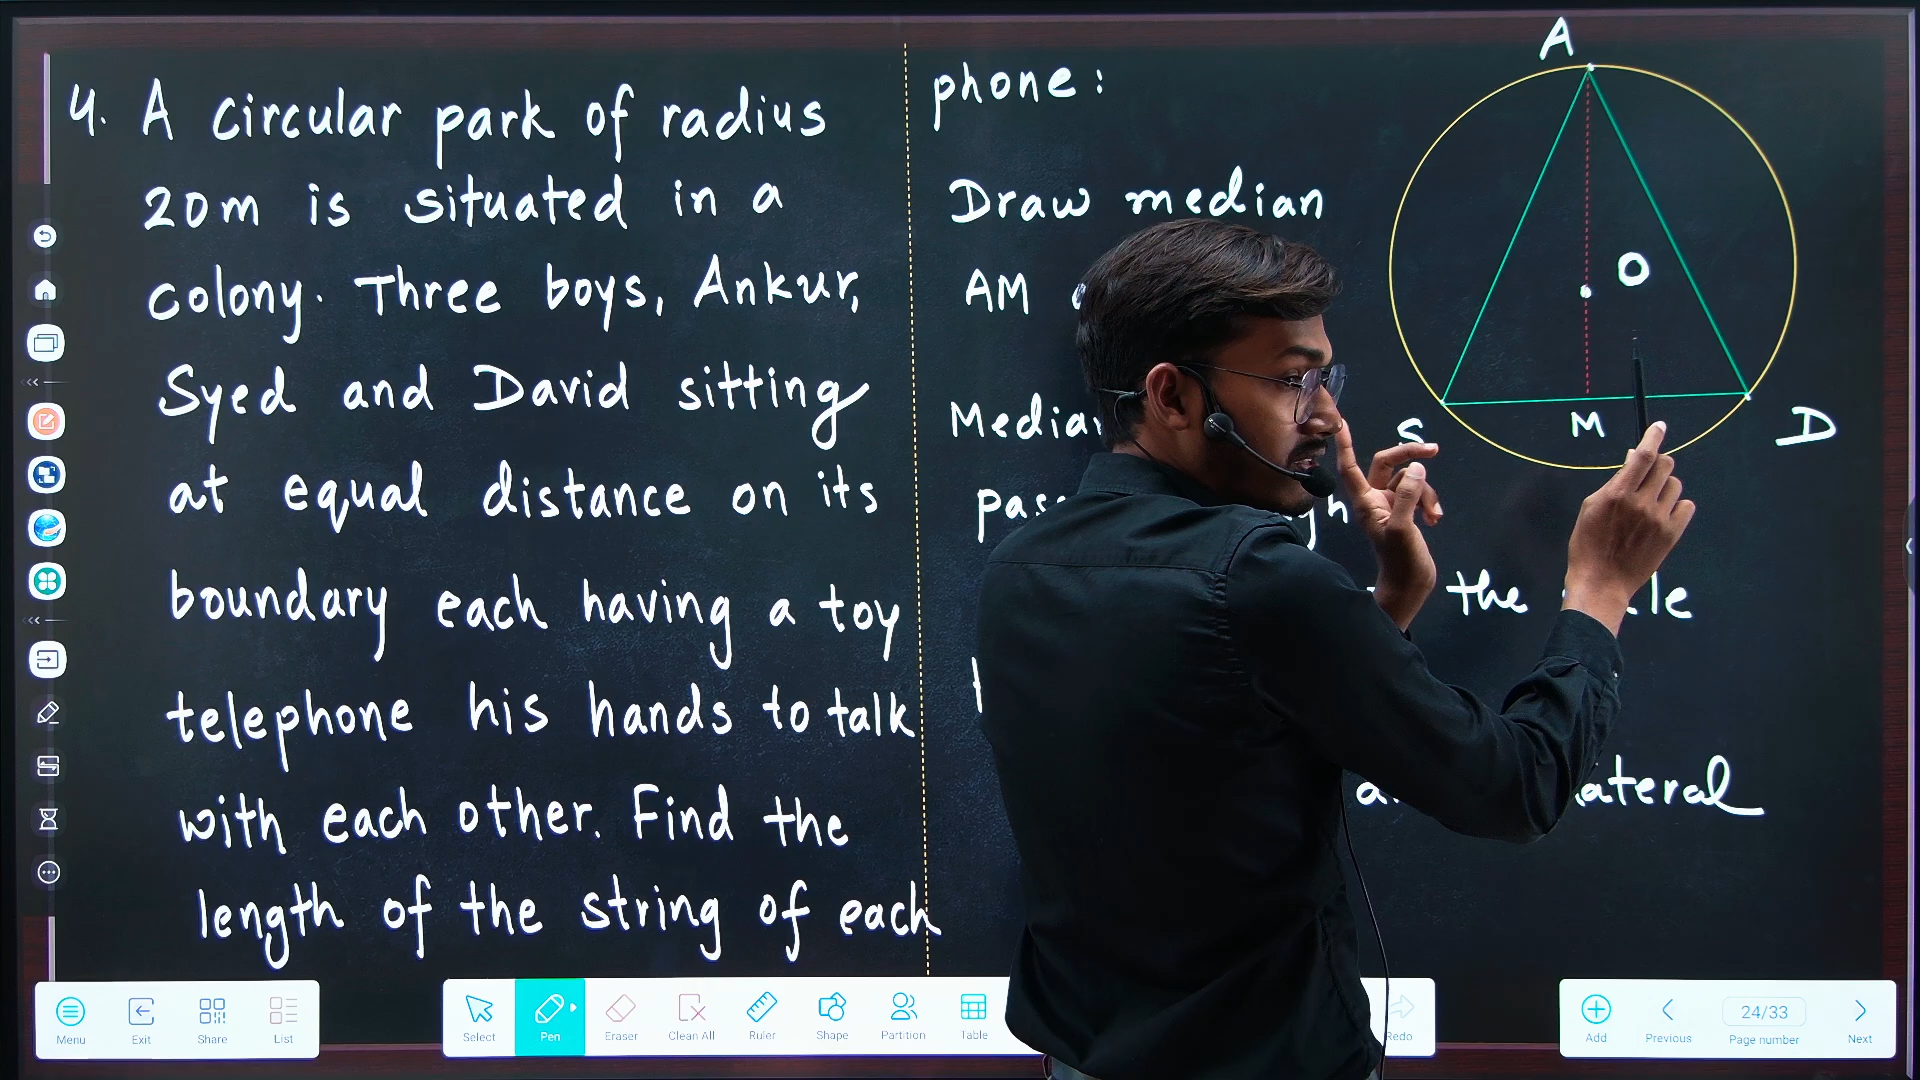 4. A circular park of radius
20m is situated in a
colony. Three boys, Ankur,
Syed and David sitting
at equal distance on its
boundary each having a toy
telephone his hands to talk
with each other. Find the
length of the string of each
phone:
Draw median
AM
the
A
O
S
M
D
Menu
Exit
Share
List
Select
Pen
Eraser
Clean All
Ruler
Shape
Partition
Table
Redo
Add
Previous
24/33
Page number
Next